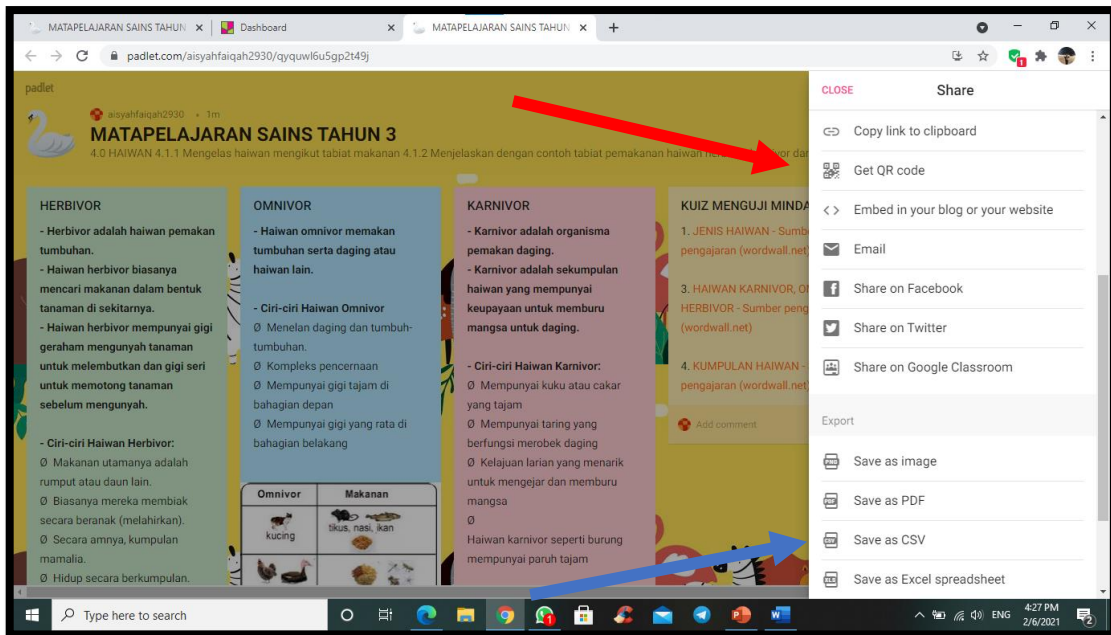 MATAPELAJARAN SAINS TAHUN
Dashboard
MATAPELAJARAN SAINS TAHUN
padlet.com/aisyahfaiqah2930/qyquwl6u5gp2t49j
padlet
aisyahfaiqah2930 • 1m
MATAPELAJARAN SAINS TAHUN 3
4.0 HAIWAN 4.1.1 Mengelas haiwan mengikut tabiat makanan 4.1.2 Menjelaskan dengan contoh tabiat pemakanan haiwan
HERBIVOR
- Herbivor adalah haiwan pemakan
tumbuhan.
- Haiwan herbivor biasanya
mencari makanan dalam bentuk
tanaman di sekitarnya.
- Haiwan herbivor mempunyai gigi
geraham mengunyah tanaman
untuk melembutkan dan gigi seri
untuk memotong tanaman
sebelum mengunyah.
- Ciri-ciri Haiwan Herbivor:
Ø Makanan utamanya adalah
rumput atau daun lain.
Ø Biasanya mereka membiak
secara beranak (melahirkan).
Ø Secara amnya, kumpulan
mamalia.
Ø Hidup secara berkumpulan.
OMNIVOR
- Haiwan omnivor memakan
tumbuhan serta daging atau
haiwan lain.
- Ciri-ciri Haiwan Omnivor
Ø Menelan daging dan tumbuh-
tumbuhan.
Ø Kompleks pencernaan
Ø Mempunyai gigi tajam di
bahagian depan
Ø Mempunyai gigi yang rata di
bahagian belakang
Omnivor Makanan
kucing
tikus, nasi, ikan
KARNIVOR
- Karnivor adalah organisma
pemakan daging.
- Karnivor adalah sekumpulan
haiwan yang mempunyai
keupayaan untuk memburu
mangsa untuk daging.
- Ciri-ciri Haiwan Karnivor:
Ø Mempunyai kuku atau cakar
yang tajam
Ø Mempunyai taring yang
berfungsi merobek daging
Ø Kelajuan larian yang menarik
untuk mengejar dan memburu
mangsa
Ø
Haiwan karnivor seperti burung
mempunyai paruh tajam
KUIZ MENGUJI MINDA
1. JENIS HAIWAN - Sumb
pengajaran (wordwall.net)
3. HAIWAN KARNIVOR, O
HERBIVOR - Sumber peng
(wordwall.net)
4. KUMPULAN HAIWAN -
pengajaran (wordwall.net)
Add comment
CLOSE
Share
Copy link to clipboard
Get QR code
Embed in your blog or your website
Email
Share on Facebook
Share on Twitter
Share on Google Classroom
Export
Save as image
Save as PDF
Save as CSV
Save as Excel spreadsheet
Type here to search
ENG
4:27 PM
2/6/2021